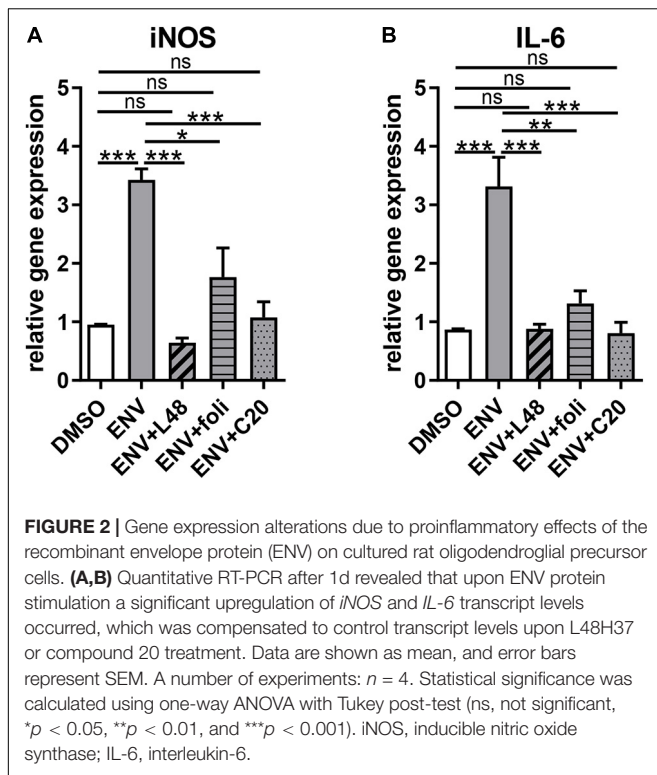 A
iNOS
relative gene expression
5
4
3
2
1
0
ns
ns
ns
***
*
*** ***
DMSO
ENV
ENV+L48
ENV+foli
ENV+C20
B
IL-6
relative gene expression
5
4
3
2
1
0
ns
ns
ns
***
**
*** ***
DMSO
ENV
ENV+L48
ENV+foli
ENV+C20
FIGURE 2 | Gene expression alterations due to proinflammatory effects of the
recombinant envelope protein (ENV) on cultured rat oligodendroglial precursor
cells. (A,B) Quantitative RT-PCR after 1d revealed that upon ENV protein
stimulation a significant upregulation of iNOS and IL-6 transcript levels
occurred, which was compensated to control transcript levels upon L48H37
or compound 20 treatment. Data are shown as mean, and error bars
represent SEM. A number of experiments: n = 4. Statistical significance was
calculated using one-way ANOVA with Tukey post-test (ns, not significant,
*p < 0.05, **p < 0.01, and ***p < 0.001). iNOS, inducible nitric oxide
synthase; IL-6, interleukin-6.